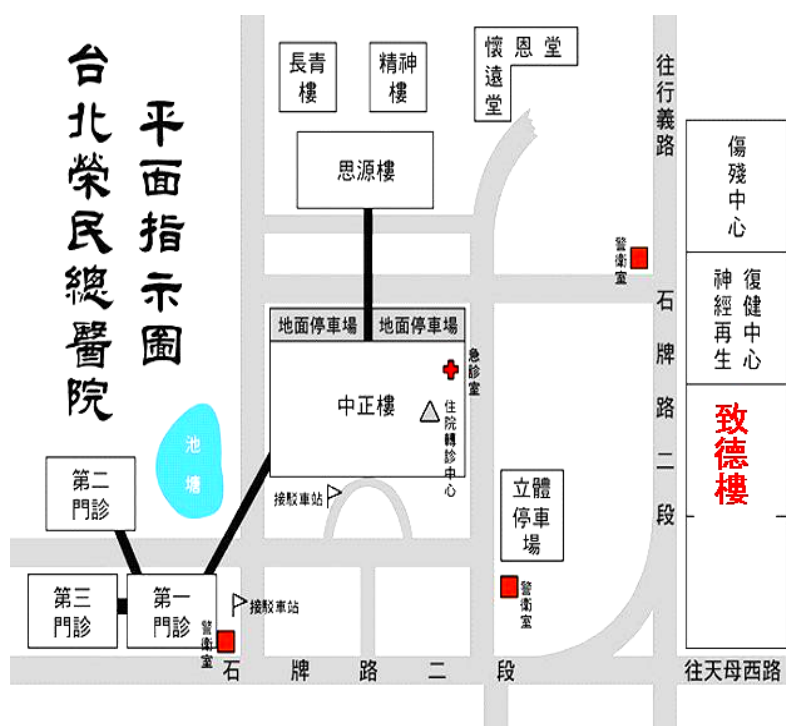 台北榮民總醫院
平面指示圖
長青
樓
精神
樓
懷恩堂
遠堂
往行義路
思源樓
傷殘中心
警衛室
復健中心
神經再生
地面停車場
地面停車場
急診室
中正樓
住院轉診中心
石牌路二段
致德樓
池塘
第二
門診
接駁車站
立體
停車
場
第三
門診
第一
門診
接駁車站
警衛室
警衛室
石牌路二段
往天母西路